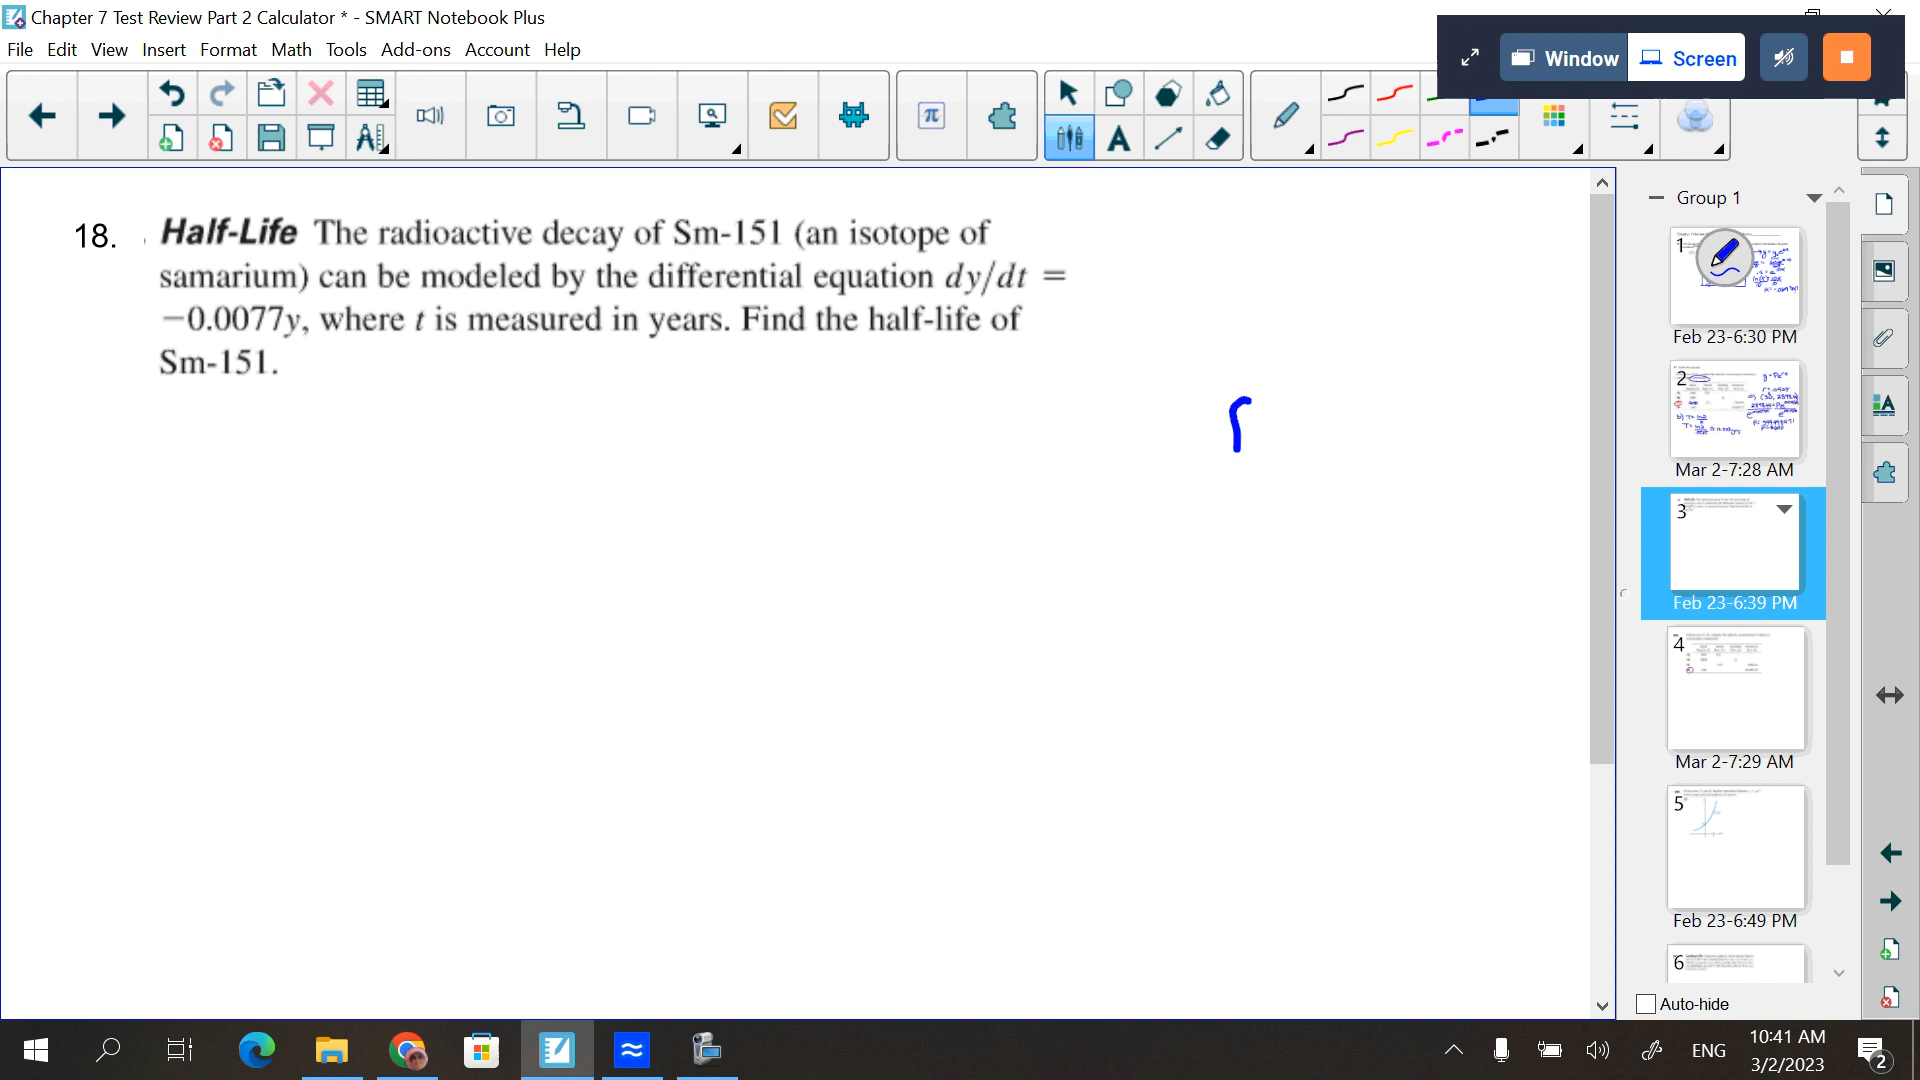 Chapter 7 Test Review Part 2 Calculator * - SMART Notebook Plus
File Edit View Insert Format Math Tools Add-ons Account Help
Window Screen
18. Half-Life The radioactive decay of Sm-151 (an isotope of
samarium) can be modeled by the differential equation dy/dt =
−0.0077y, where t is measured in years. Find the half-life of
Sm-151.
Group 1
1
Feb 23-6:30 PM
2
Mar 2-7:28 AM
3
Feb 23-6:39 PM
4
Mar 2-7:29 AM
5
Feb 23-6:49 PM
6
Auto-hide
ENG
10:41 AM
3/2/2023
2